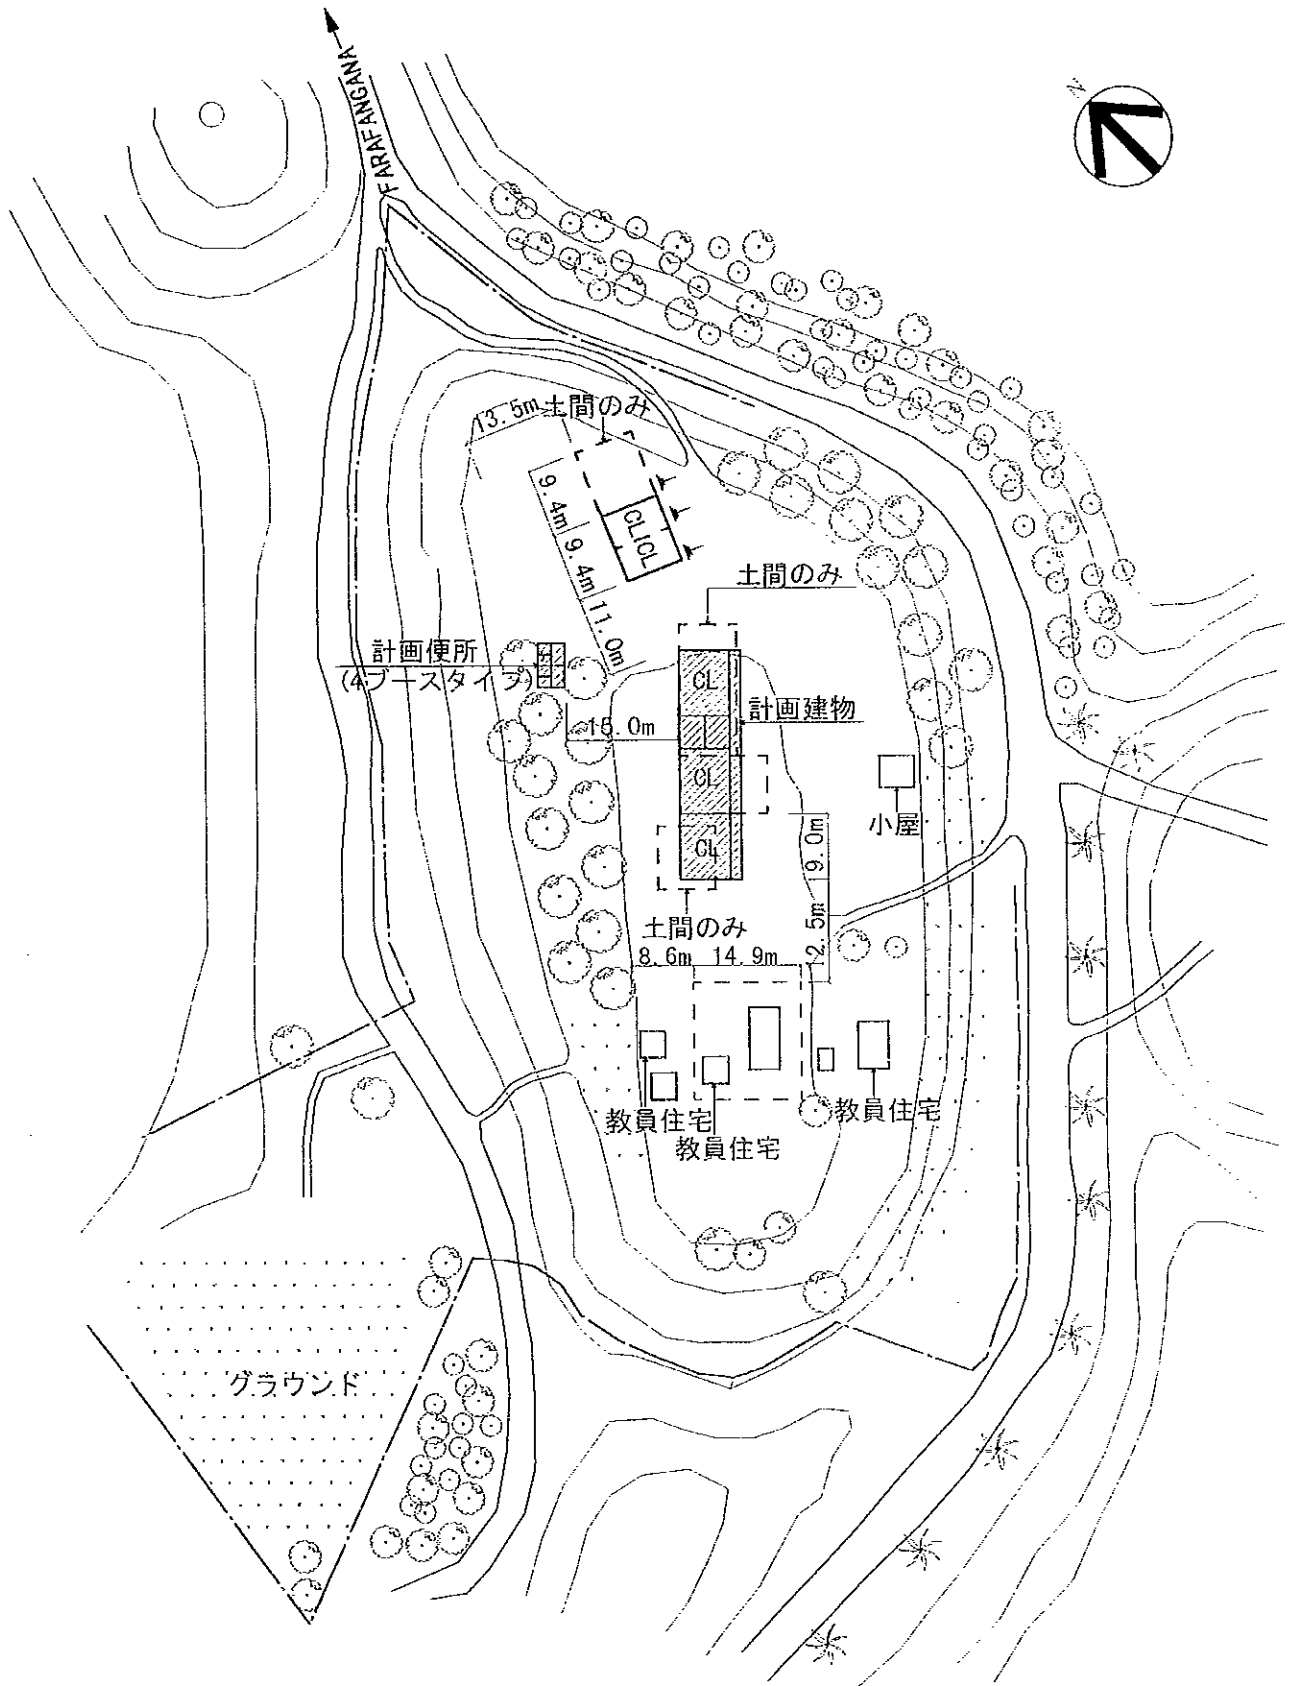 FARAFANGANA
N
13.5m
土間のみ
9.4m
9.4m
11.0m
CL
CL
土間のみ
計画便所
(4ブースタイプ)
CL
計画建物
15.0m
CL
小屋
CL
9.0m
土間のみ
12.5m
8.6m
14.9m
教員住宅
教員住宅
教員住宅
グラウンド